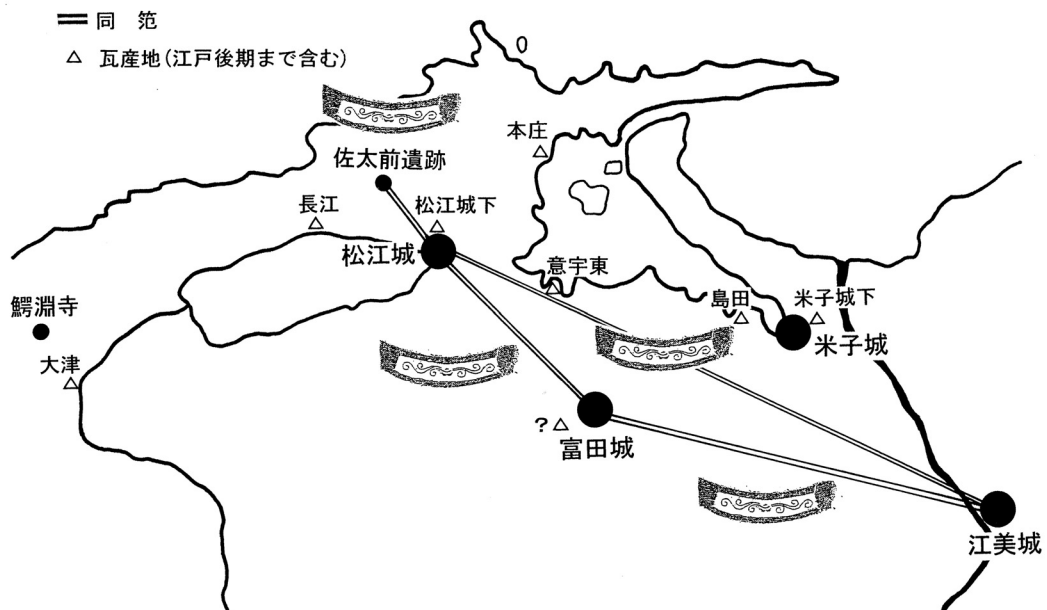 同 笵
瓦産地(江戸後期まで含む)
本庄
佐太前遺跡
長江
松江城下
松江城
意宇東
鰐淵寺
島田
米子城下
米子城
大津
?
富田城
江美城